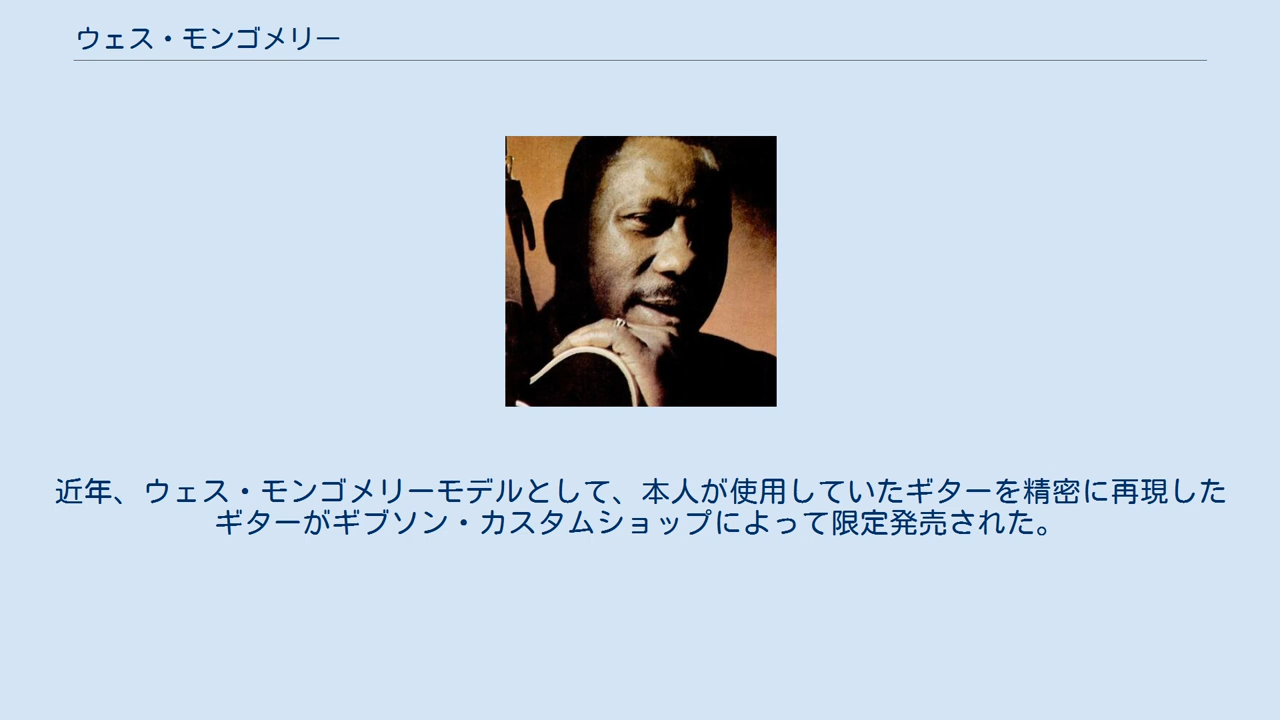 ウェス・モンゴメリー
近年、ウェス・モンゴメリーモデルとして、本人が使用していたギターを精密に再現した
ギターがギブソン・カスタムショップによって限定発売された。